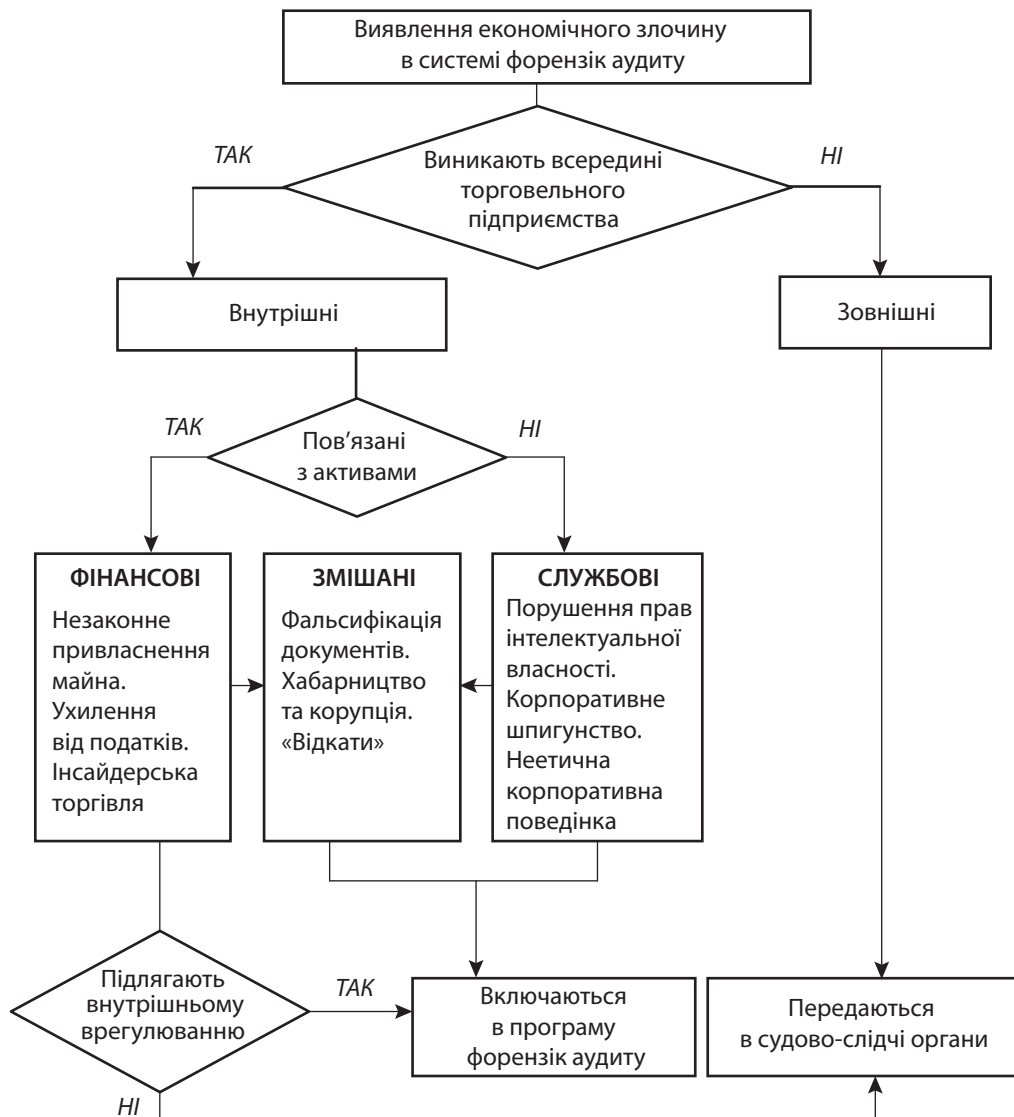 Виявлення економічного злочину
в системі форензік аудиту
ТАК
НІ
Виникають всередині
торговельного
підприємства
Внутрішні
Зовнішні
ТАК
НІ
Пов’язані
з активами
ФІНАНСОВІ
Незаконне
привласнення
майна.
Ухилення
від податків.
Інсайдерська
торгівля
ЗМІШАНІ
Фальсифікація
документів.
Хабарництво
та корупція.
«Відкати»
СЛУЖБОВІ
Порушення прав
інтелектуальної
власності.
Корпоративне
шпигунство.
Неетична
корпоративна
поведінка
Підлягають
внутрішньому
врегулюванню
ТАК
Включаються
в програму
форензік аудиту
Передаються
в судово-слідчі органи
НІ